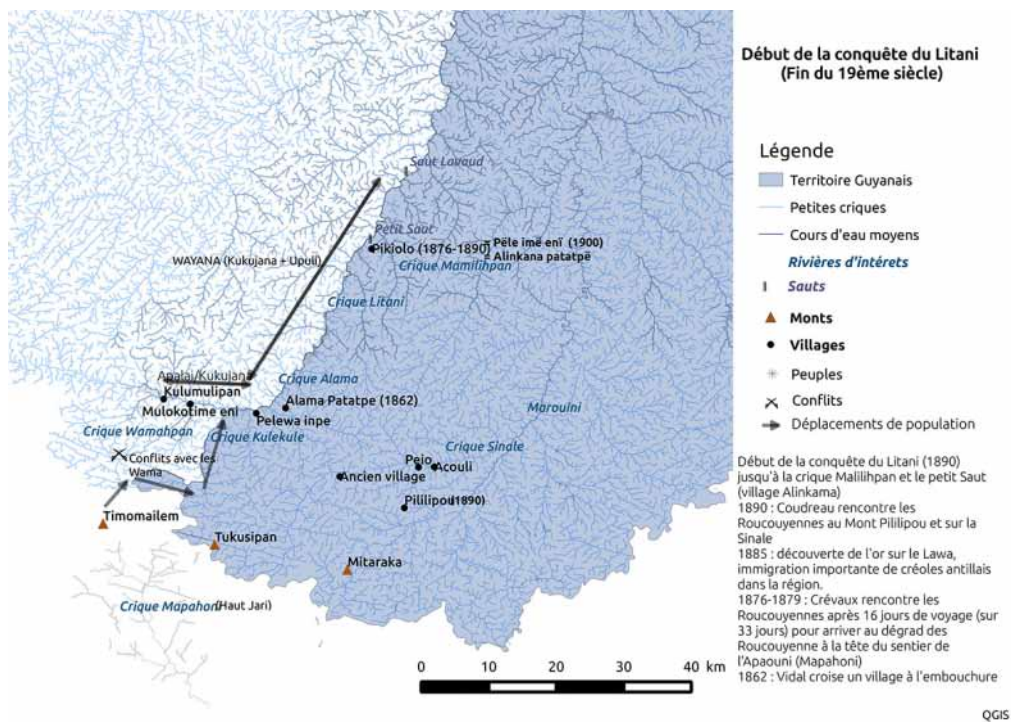 Début de la conquête du Litani
(Fin du 19ème siècle)
Légende
Territoire Guyanais
Petites criques
Cours d'eau moyens
Rivières d'intérets
Sauts
Monts
Villages
Peuples
Conflits
Déplacements de population
Début de la conquête du Litani (1890)
jusqu'à la crique Malilihpan et le petit Saut
(village Alinkama)
1890 : Coudreau rencontre les
Roucouyennes au Mont Pililipou et sur la
Sinale
1885 : découverte de l'or sur le Lawa,
immigration importante de créoles antillais
dans la région.
1876-1879 : Crévaux rencontre les
Roucouyennes après 16 jours de voyage (sur
33 jours) pour arriver au dégrad des
Roucouyenne à la tête du sentier de
l'Apaouni (Mapahoni)
1862 : Vidal croise un village à l'embouchure
Saut Lavaud
Petit Saut
Pikiolo (1876-1890)
Pële imë enï (1900)
Alinkana patatpë
Crique Mamilihpan
WAYANA (Kukujana + Upuli)
Crique Litani
Apalai/Kukujana
Kulumulipan
Crique Alama
Alama Patatpe (1862)
Mulokotime eni
Pelewa inpe
Marouini
Crique Wamahpan
Crique Kulekule
Crique Sinale
Conflits avec les
Wama
Peio
Acouli
Ancien village
Pililipou (1890)
Timomailem
Tukusipan
Mitaraka
Crique Mapahoni (Haut Jari)
0 10 20 30 40 km
QGIS